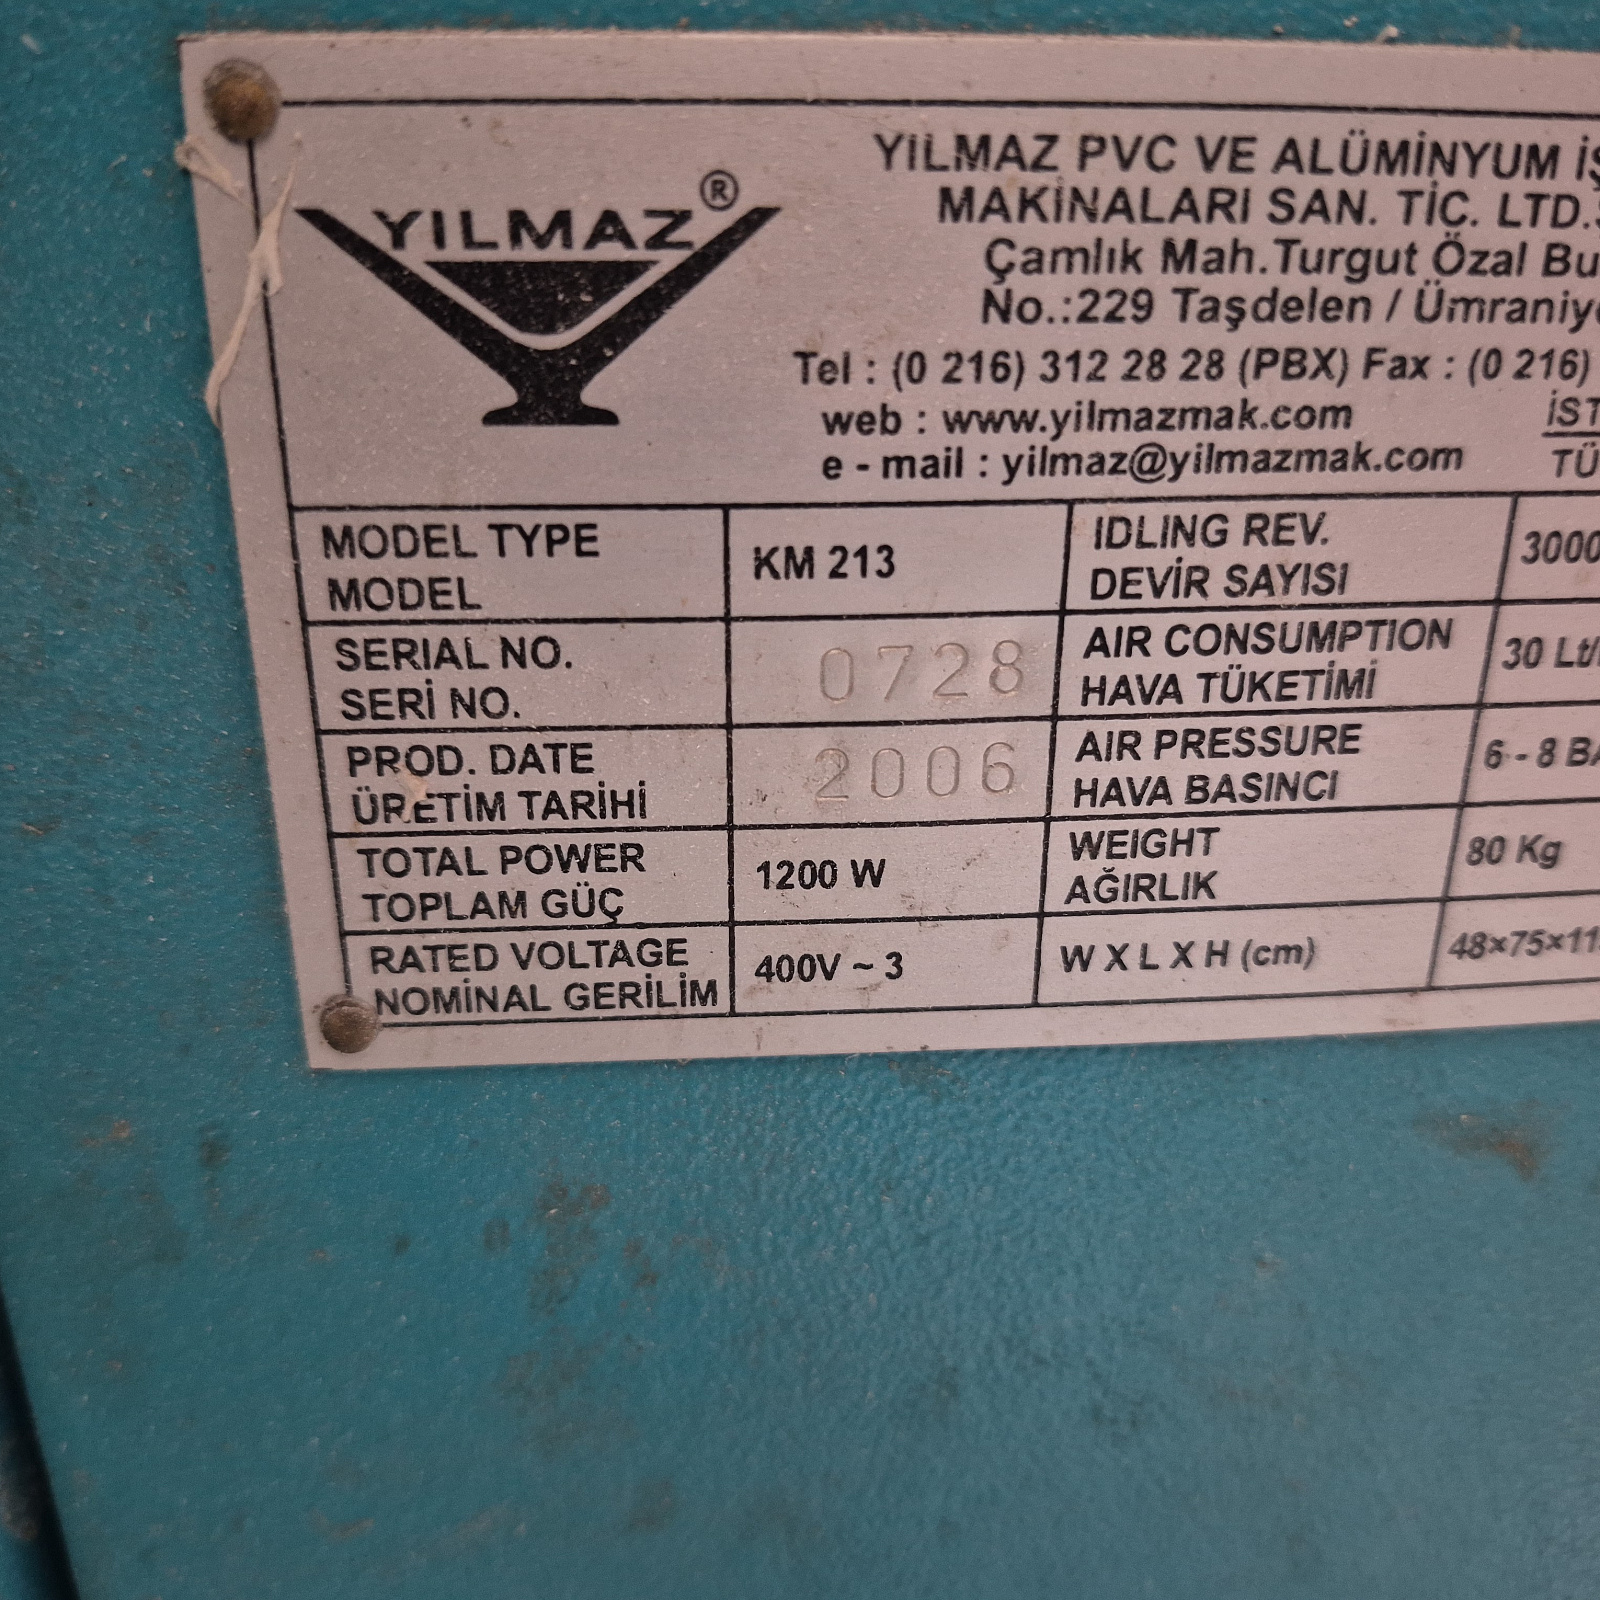 YILMAZ ®
YILMAZ PVC VE ALÜMİNYUM İŞ
MAKİNALARI SAN. TİC. LTD.Ş
Çamlık Mah.Turgut Özal Bu
No.:229 Taşdelen / Ümraniye
Tel : (0 216) 312 28 28 (PBX) Fax : (0 216)
web : www.yilmazmak.com
İST
e - mail : yilmaz@yilmazmak.com
TÜ
MODEL TYPE
MODEL
KM 213
IDLING REV.
DEVİR SAYISI
3000
SERIAL NO.
SERİ NO.
0728
AIR CONSUMPTION
HAVA TÜKETİMİ
30 Lt/
PROD. DATE
ÜRETİM TARİHİ
2006
AIR PRESSURE
HAVA BASINCI
6 - 8 BA
TOTAL POWER
TOPLAM GÜÇ
1200 W
WEIGHT
AĞIRLIK
80 Kg
RATED VOLTAGE
NOMİNAL GERİLİM
400V ~ 3
W X L X H (cm)
48×75×11